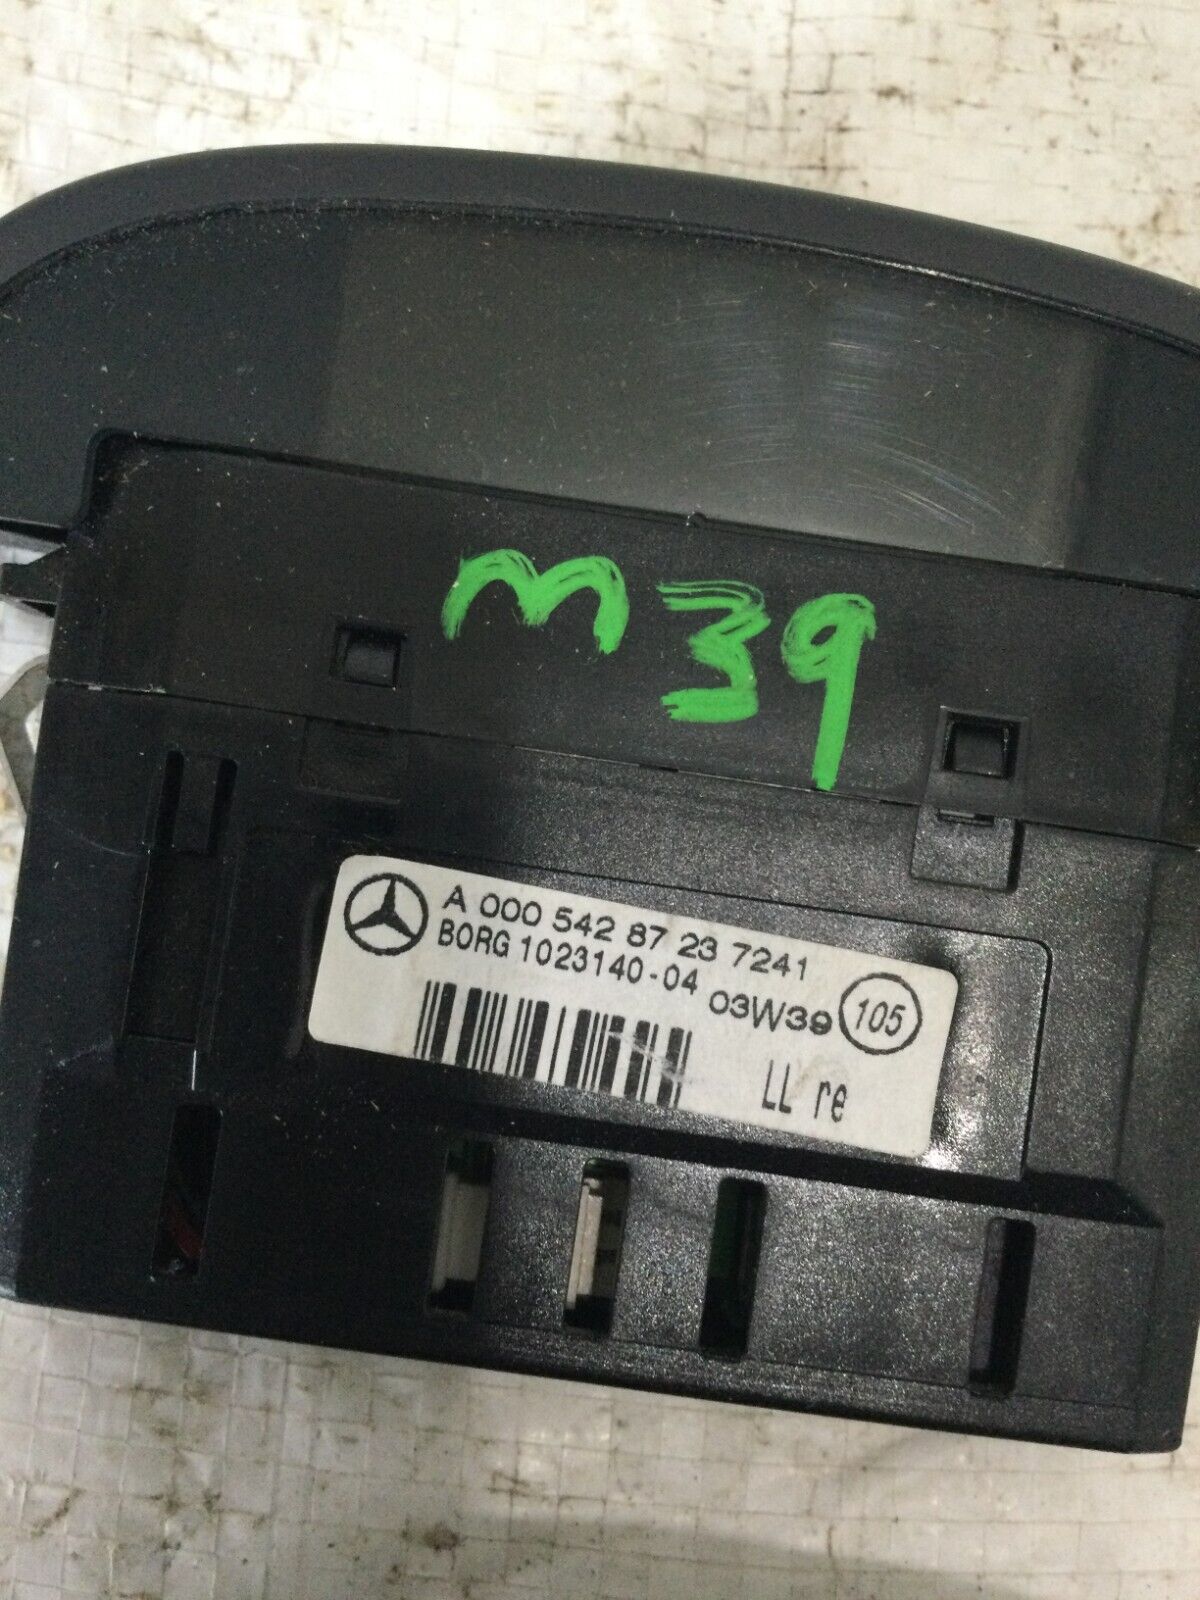 m39
A 000 542 87 23 7241
BORG 1023140-04
03W39 105
LL re